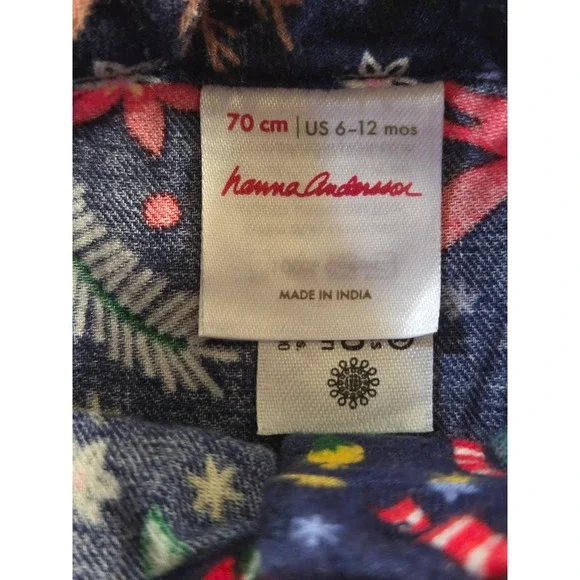 70 cm | US 6–12 mos
hanna Andersson
MADE IN INDIA